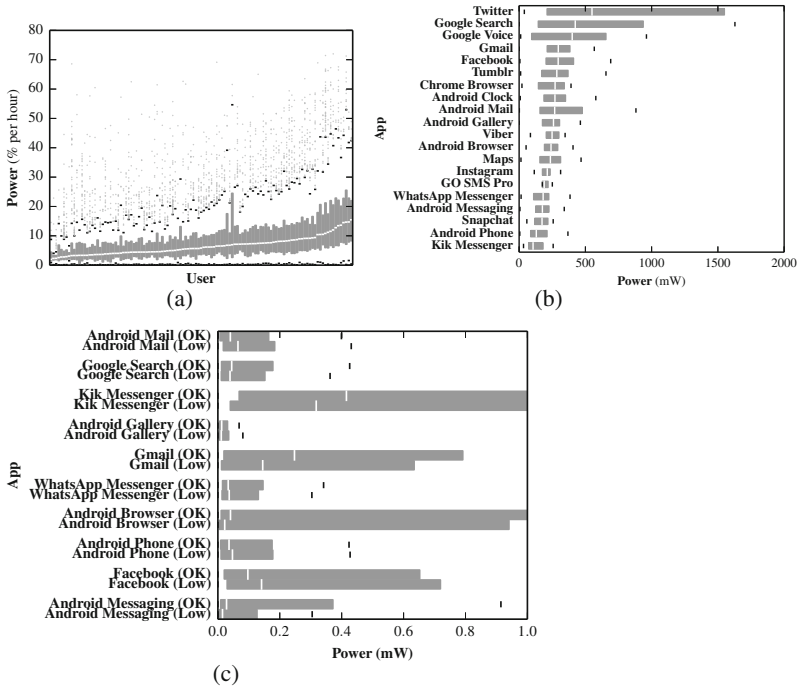 80
70
60
50
40
30
20
10
0
Power (% per hour)
User
(a)
Twitter
Google Search
Google Voice
Gmail
Facebook
Tumblr
Chrome Browser
Android Clock
Android Mail
Android Gallery
Viber
Android Browser
Maps
Instagram
GO SMS Pro
WhatsApp Messenger
Android Messaging
Snapchat
Android Phone
Kik Messenger
App
0 500 1000 1500 2000
Power (mW)
(b)
Android Mail (OK)
Android Mail (Low)
Google Search (OK)
Google Search (Low)
Kik Messenger (OK)
Kik Messenger (Low)
Android Gallery (OK)
Android Gallery (Low)
Gmail (OK)
Gmail (Low)
WhatsApp Messenger (OK)
WhatsApp Messenger (Low)
Android Browser (OK)
Android Browser (Low)
Android Phone (OK)
Android Phone (Low)
Facebook (OK)
Facebook (Low)
Android Messaging (OK)
Android Messaging (Low)
App
0.0 0.2 0.4 0.6 0.8 1.0
Power (mW)
(c)